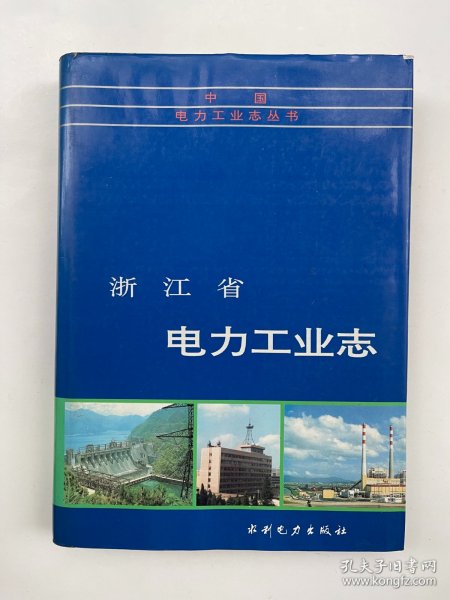 中 国
电力工业志丛书
浙 江 省
电力工业志
水利电力出版社
孔夫子旧书网
www.kongfz.com